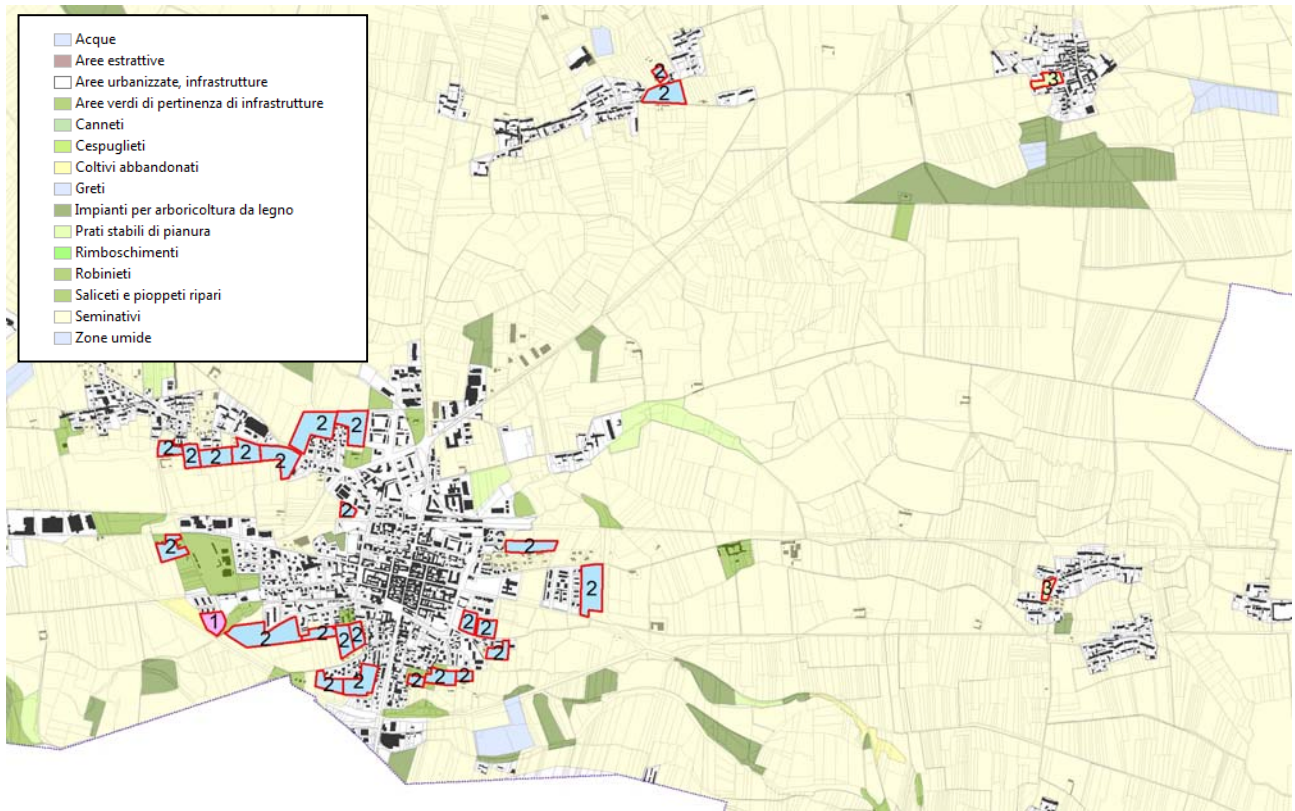 Acque
Aree estrattive
Aree urbanizzate, infrastrutture
Aree verdi di pertinenza di infrastrutture
Canneti
Cespuglieti
Coltivi abbandonati
Greti
Impianti per arboricoltura da legno
Prati stabili di pianura
Rimboschimenti
Robinieti
Saliceti e pioppeti ripari
Seminativi
Zone umide
2
3
2
2
2
2
2
2
2
2
2
2
2
2
3
1
2
2
2
2
2
2
2
2
2
2
2
2